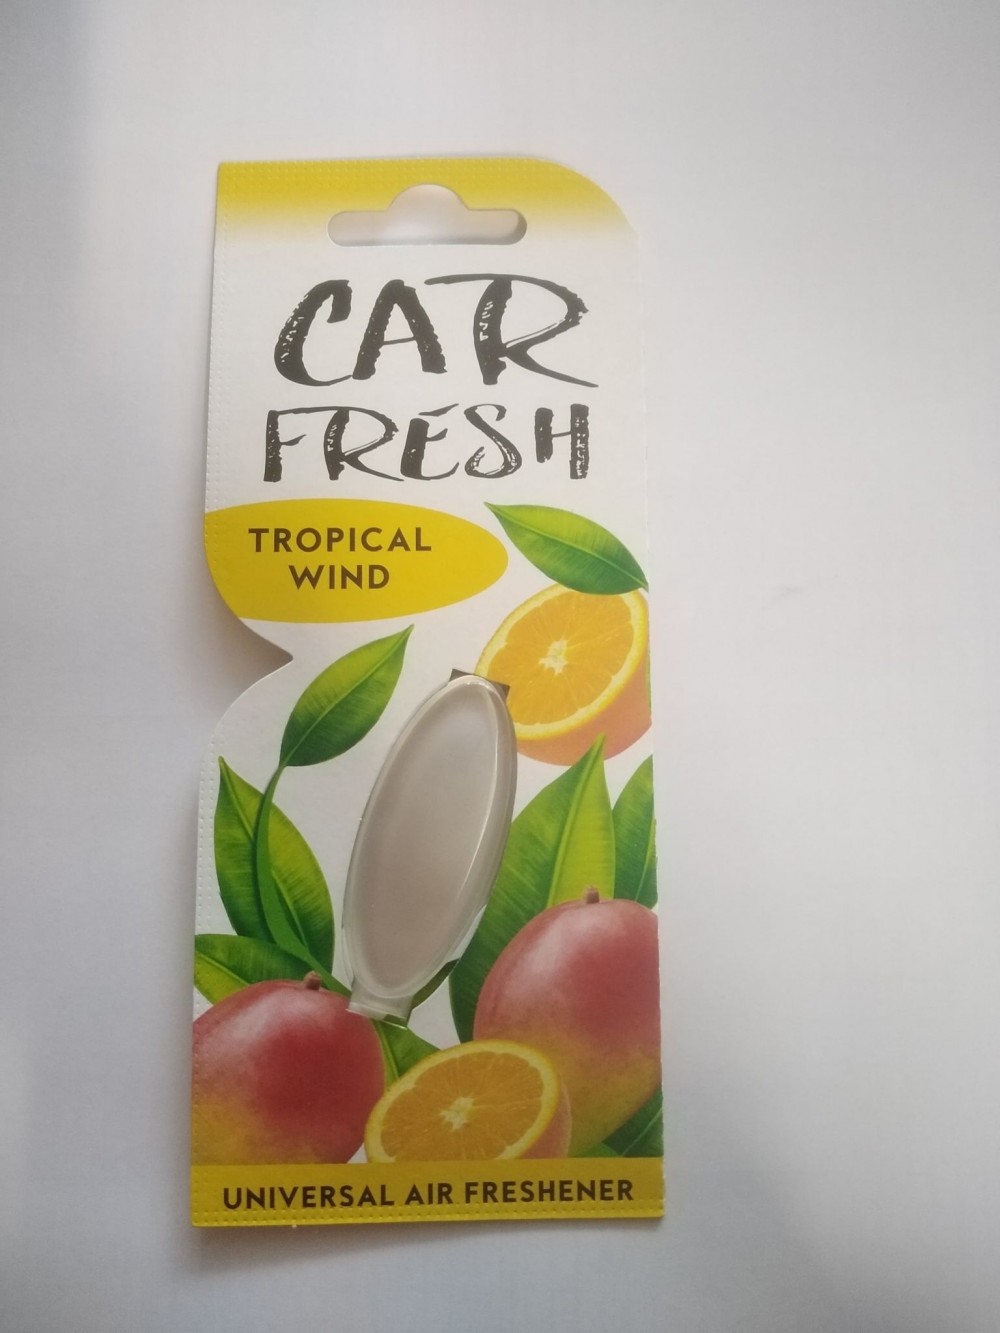 CAR
FRESH
TROPICAL
WIND
UNIVERSAL AIR FRESHENER